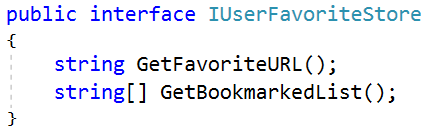 public interface IUserFavoriteStore
{
    string GetFavoriteURL();
    string[] GetBookmarkedList();
}